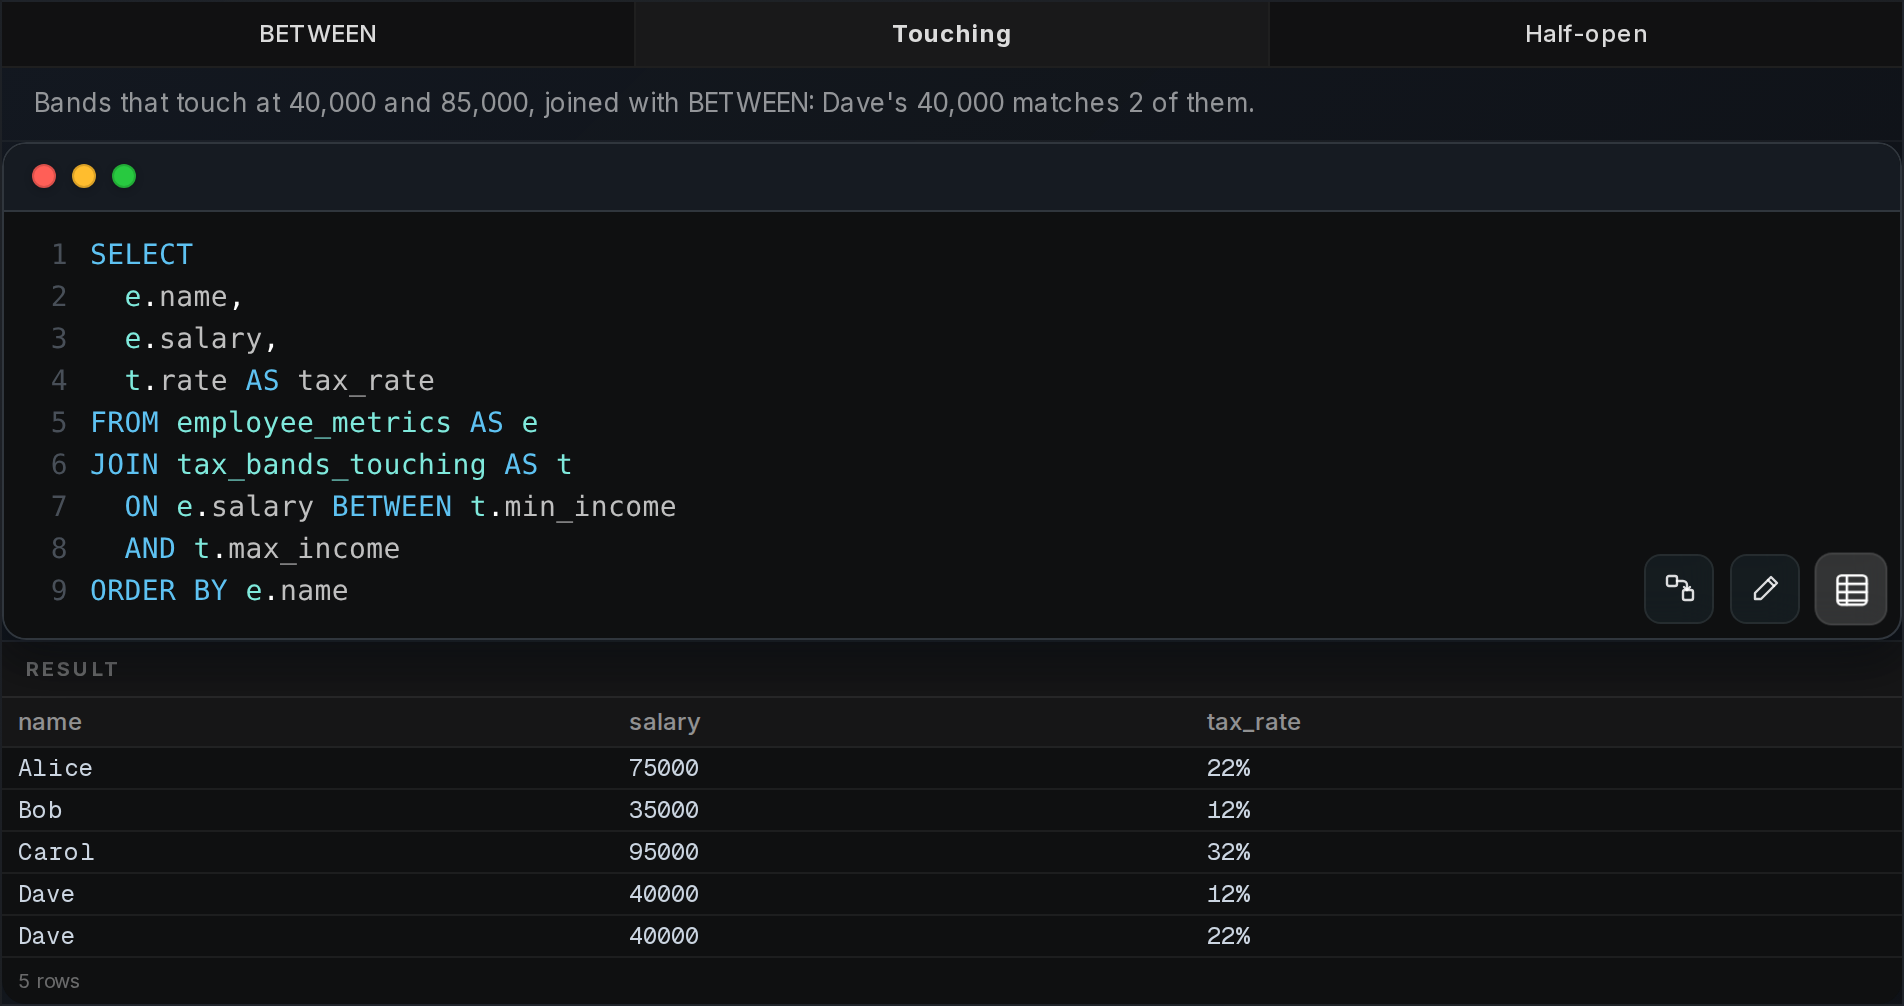 BETWEEN
Touching
Half-open
Bands that touch at 40,000 and 85,000, joined with BETWEEN: Dave's 40,000 matches 2 of them.
1 SELECT
2   e.name,
3   e.salary,
4   t.rate AS tax_rate
5 FROM employee_metrics AS e
6 JOIN tax_bands_touching AS t
7   ON e.salary BETWEEN t.min_income
8   AND t.max_income
9 ORDER BY e.name
RESULT
name salary tax_rate
Alice 75000 22%
Bob 35000 12%
Carol 95000 32%
Dave 40000 12%
Dave 40000 22%
5 rows